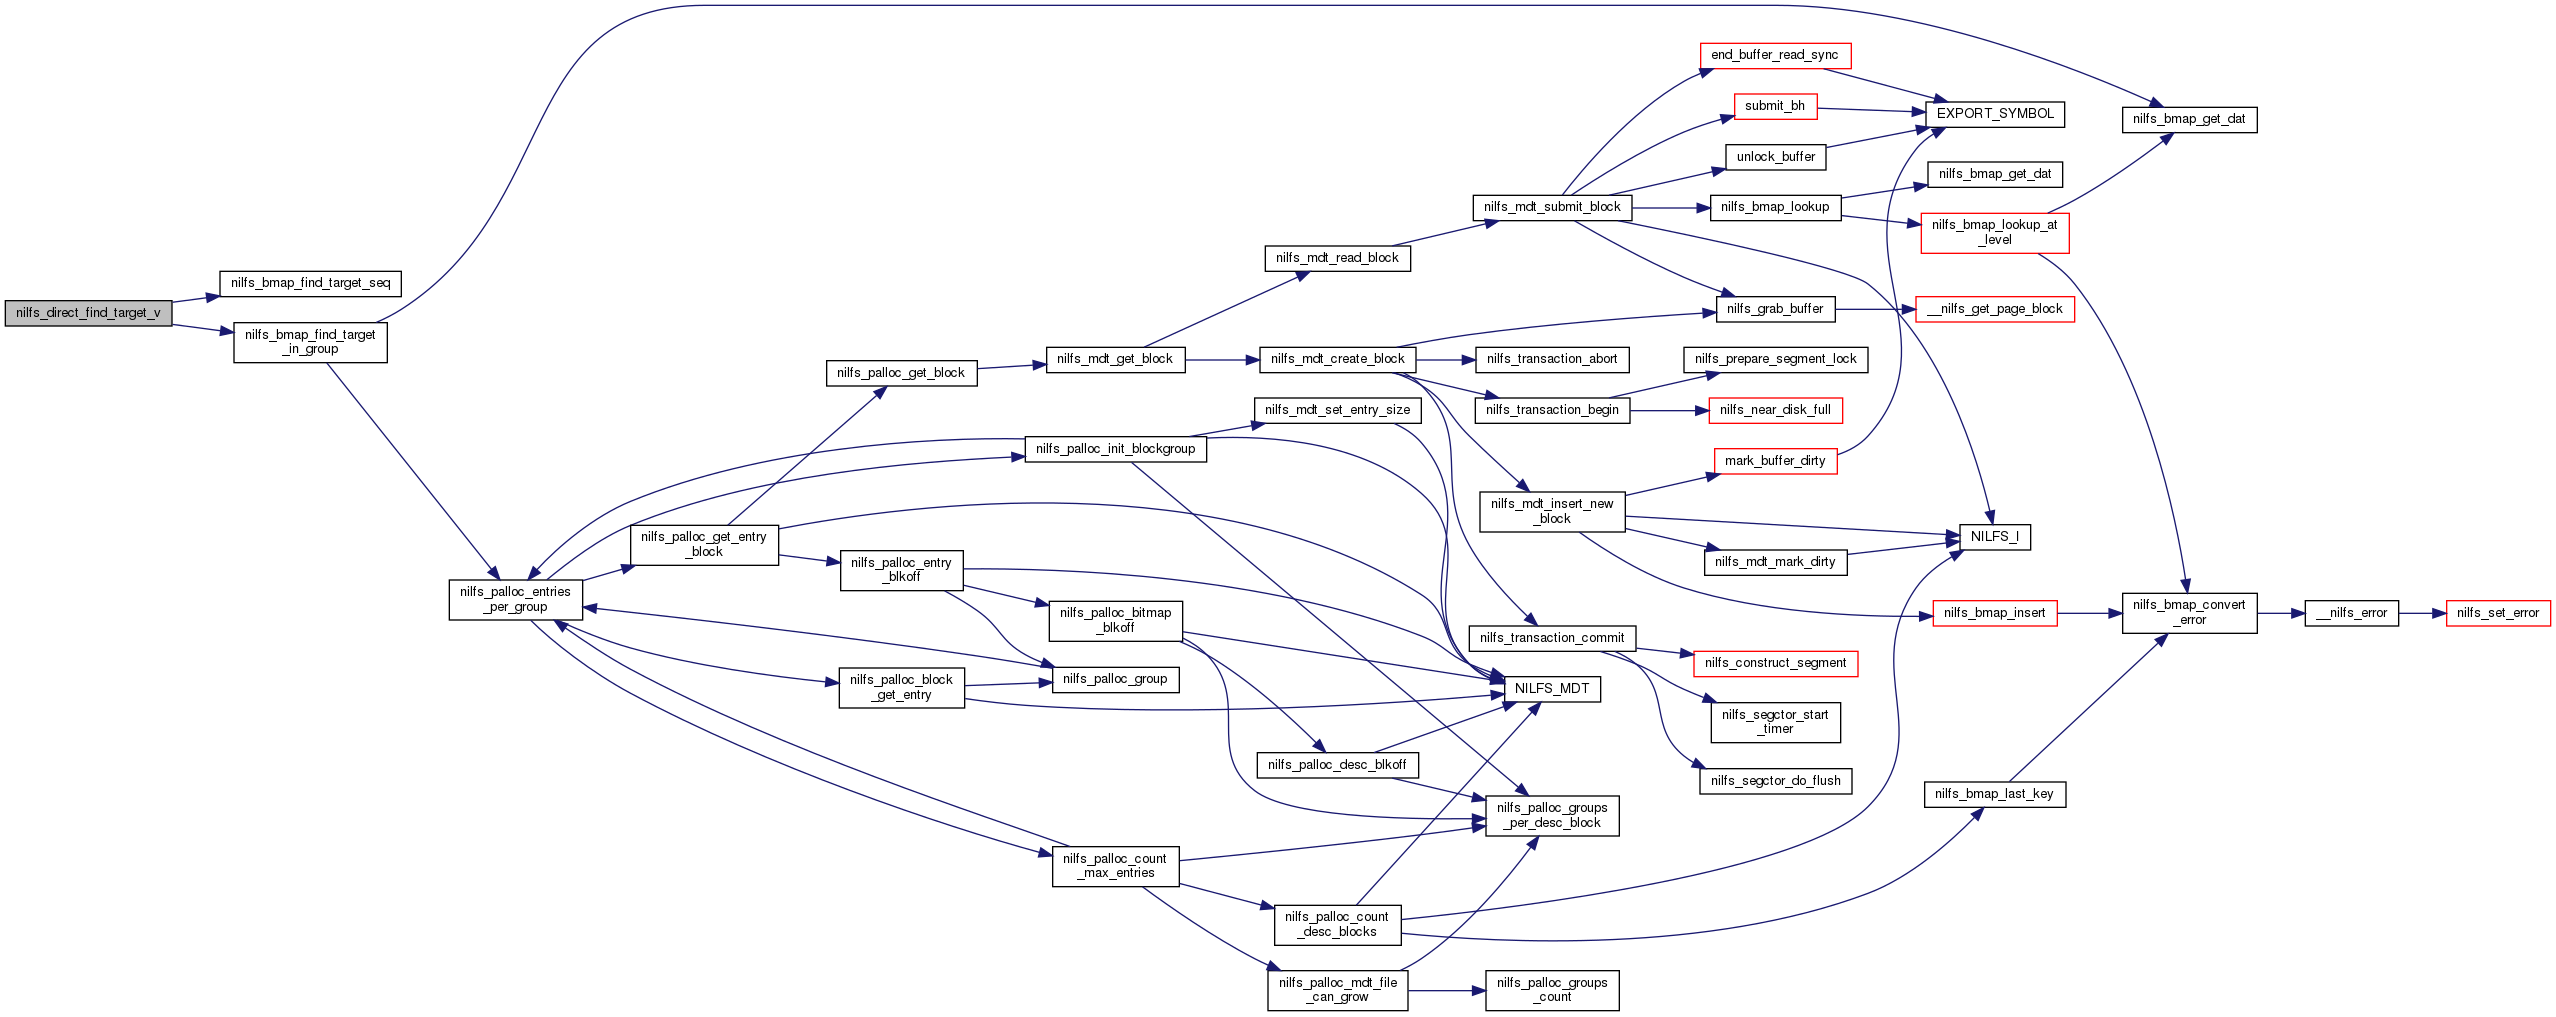 nilfs_direct_find_target_v
nilfs_bmap_find_target_seq
nilfs_bmap_find_target
_in_group
nilfs_palloc_entries
_per_group
nilfs_palloc_get_entry
_block
nilfs_palloc_get_block
nilfs_palloc_entry
_blkoff
nilfs_palloc_block
_get_entry
nilfs_mdt_get_block
nilfs_palloc_init_blockgroup
nilfs_palloc_bitmap
_blkoff
nilfs_palloc_group
nilfs_palloc_count
_max_entries
nilfs_mdt_read_block
nilfs_mdt_create_block
nilfs_mdt_set_entry_size
nilfs_palloc_desc_blkoff
nilfs_palloc_count
_desc_blocks
nilfs_palloc_mdt_file
_can_grow
nilfs_mdt_submit_block
nilfs_transaction_abort
nilfs_transaction_begin
nilfs_mdt_insert_new
_block
nilfs_transaction_commit
NILFS_MDT
nilfs_palloc_groups
_per_desc_block
nilfs_palloc_groups
_count
end_buffer_read_sync
submit_bh
unlock_buffer
nilfs_bmap_lookup
nilfs_grab_buffer
nilfs_prepare_segment_lock
nilfs_near_disk_full
mark_buffer_dirty
nilfs_mdt_mark_dirty
nilfs_construct_segment
nilfs_segctor_start
_timer
nilfs_segctor_do_flush
EXPORT_SYMBOL
nilfs_bmap_get_dat
nilfs_bmap_lookup_at
_level
__nilfs_get_page_block
NILFS_I
nilfs_bmap_insert
nilfs_bmap_last_key
nilfs_bmap_get_dat
nilfs_bmap_convert
_error
__nilfs_error
nilfs_set_error